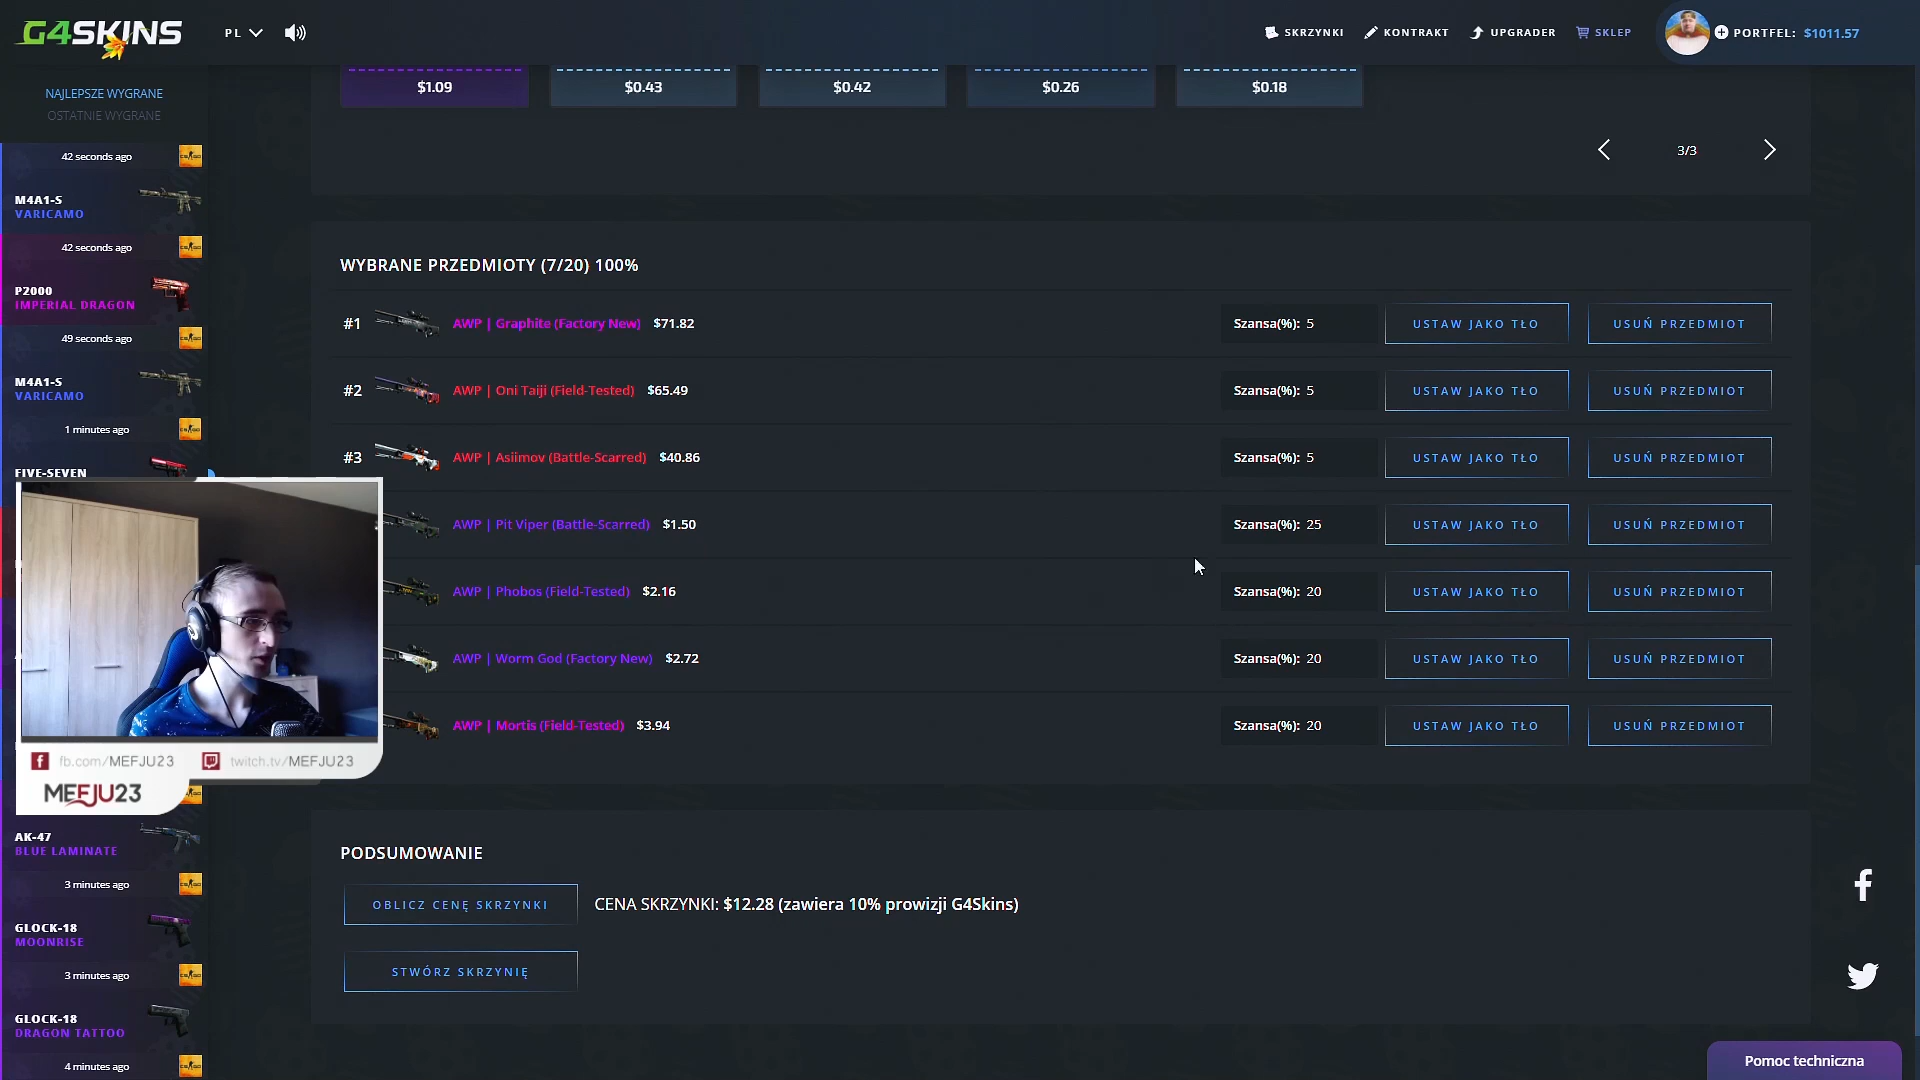 G4SKINS
PL
SKRZYNKI
KONTRAKT
UPGRADER
SKLEP
PORTFEL: $1011.57
NAJLEPSZE WYGRANE
OSTATNIE WYGRANE
42 seconds ago
M4A1-S
VARICAMO
42 seconds ago
P2000
IMPERIAL DRAGON
49 seconds ago
M4A1-S
VARICAMO
1 minutes ago
FIVE-SEVEN
fb.com/MEFJU23
twitch.tv/MEFJU23
MEFJU23
AK-47
BLUE LAMINATE
3 minutes ago
GLOCK-18
MOONRISE
3 minutes ago
GLOCK-18
DRAGON TATTOO
4 minutes ago
$1.09
$0.43
$0.42
$0.26
$0.18
3/3
WYBRANE PRZEDMIOTY (7/20) 100%
#1 AWP | Graphite (Factory New) $71.82 Szansa(%): 5 USTAW JAKO TŁO USUŃ PRZEDMIOT
#2 AWP | Oni Taiji (Field-Tested) $65.49 Szansa(%): 5 USTAW JAKO TŁO USUŃ PRZEDMIOT
#3 AWP | Asiimov (Battle-Scarred) $40.86 Szansa(%): 5 USTAW JAKO TŁO USUŃ PRZEDMIOT
AWP | Pit Viper (Battle-Scarred) $1.50 Szansa(%): 25 USTAW JAKO TŁO USUŃ PRZEDMIOT
AWP | Phobos (Field-Tested) $2.16 Szansa(%): 20 USTAW JAKO TŁO USUŃ PRZEDMIOT
AWP | Worm God (Factory New) $2.72 Szansa(%): 20 USTAW JAKO TŁO USUŃ PRZEDMIOT
AWP | Mortis (Field-Tested) $3.94 Szansa(%): 20 USTAW JAKO TŁO USUŃ PRZEDMIOT
PODSUMOWANIE
OBLICZ CENĘ SKRZYNKI
CENA SKRZYNKI: $12.28 (zawiera 10% prowizji G4Skins)
STWÓRZ SKRZYNIĘ
Pomoc techniczna